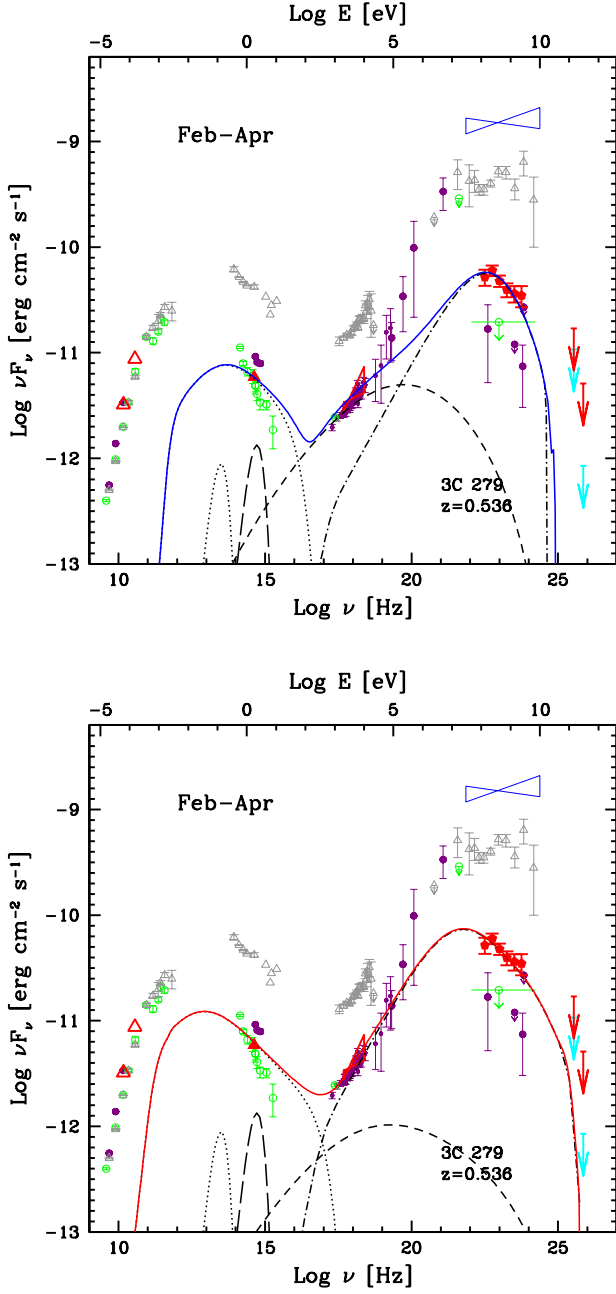 Log E [eV]
−5 0 5 10
Feb−Apr
−9
−10
−11
−12
−13
Log νFν [erg cm−2 s−1]
3C 279
z=0.536
10 15 20 25
Log ν [Hz]
Log E [eV]
−5 0 5 10
Feb−Apr
−9
−10
−11
−12
−13
Log νFν [erg cm−2 s−1]
3C 279
z=0.536
10 15 20 25
Log ν [Hz]